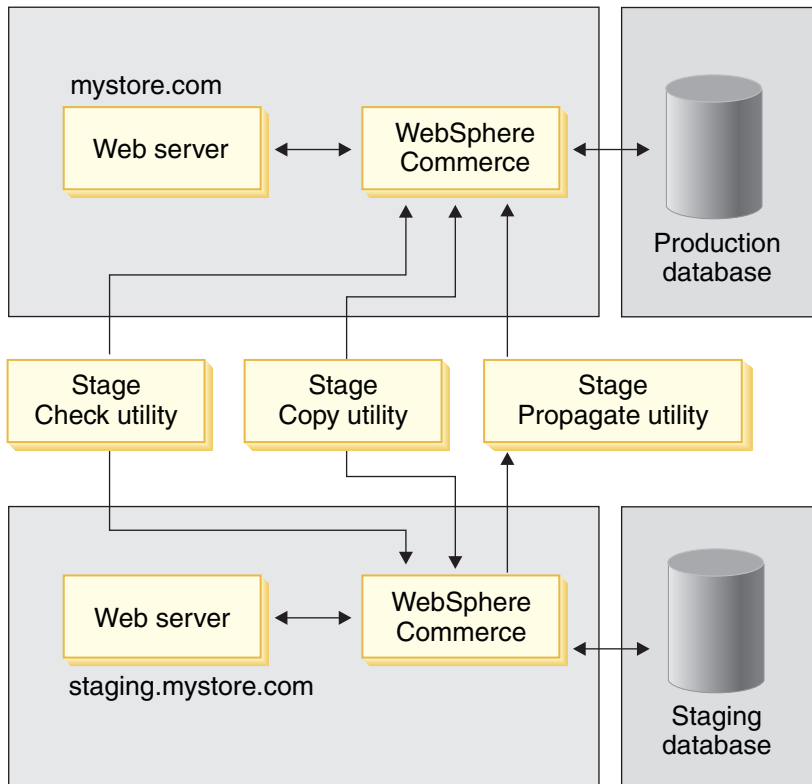 mystore.com
Web server
WebSphere
Commerce
Production
database
Stage
Check utility
Stage
Copy utility
Stage
Propagate utility
Web server
WebSphere
Commerce
staging.mystore.com
Staging
database